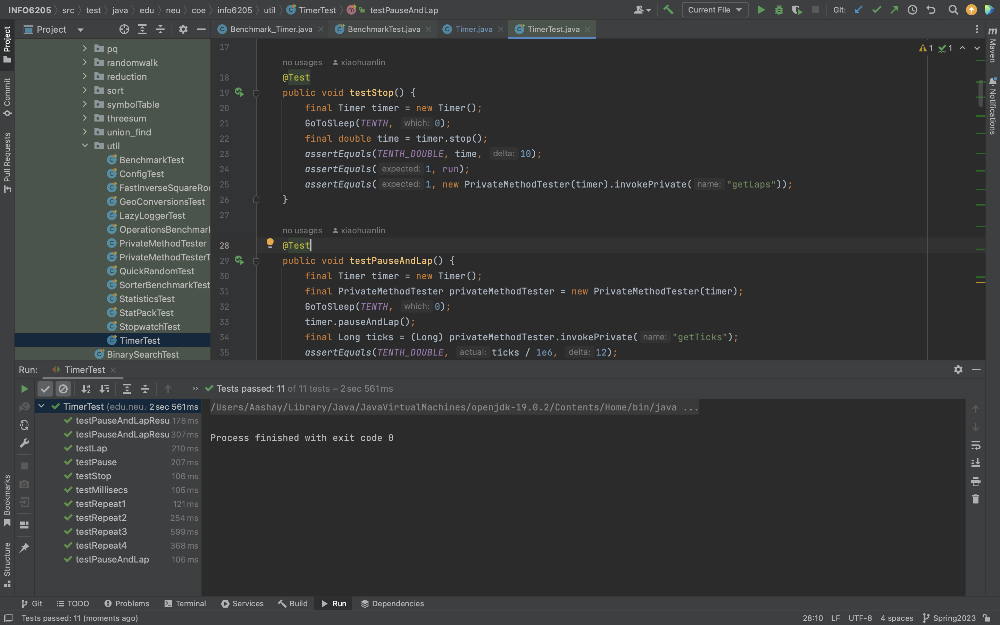 INFO6205 src test java edu neu coe info6205 util TimerTest testPauseAndLap Current File Git:
Project
Benchmark_Timer.java BenchmarkTest.java Timer.java TimerTest.java
Project
Commit
Pull Requests
Bookmarks
Structure
pq
randomwalk
reduction
sort
symbolTable
threesum
union_find
util
BenchmarkTest
ConfigTest
FastInverseSquareRoo
GeoConversionsTest
LazyLoggerTest
OperationsBenchmark
PrivateMethodTester
PrivateMethodTesterT
QuickRandomTest
SorterBenchmarkTest
StatisticsTest
StatPackTest
StopwatchTest
TimerTest
BinarySearchTest
17
no usages xiaohuanlin
18 @Test
19 public void testStop() {
20 final Timer timer = new Timer();
21 GoToSleep(TENTH, which: 0);
22 final double time = timer.stop();
23 assertEquals(TENTH_DOUBLE, time, delta: 10);
24 assertEquals( expected: 1, run);
25 assertEquals( expected: 1, new PrivateMethodTester(timer).invokePrivate( name: "getLaps"));
26 }
27
no usages xiaohuanlin
28 @Test
29 public void testPauseAndLap() {
30 final Timer timer = new Timer();
31 final PrivateMethodTester privateMethodTester = new PrivateMethodTester(timer);
32 GoToSleep(TENTH, which: 0);
33 timer.pauseAndLap();
34 final Long ticks = (Long) privateMethodTester.invokePrivate( name: "getTicks");
35 assertEquals(TENTH_DOUBLE, actual: ticks / 1e6, delta: 12);
1 1
m Maven
Notifications
Run: TimerTest
Tests passed: 11 of 11 tests – 2 sec 561 ms
TimerTest (edu.neu. 2 sec 561 ms
testPauseAndLapResu 178 ms
testPauseAndLapResu 307 ms
testLap 210 ms
testPause 207 ms
testStop 106 ms
testMillisecs 105 ms
testRepeat1 121 ms
testRepeat2 254 ms
testRepeat3 599 ms
testRepeat4 368 ms
testPauseAndLap 106 ms
/Users/Aashay/Library/Java/JavaVirtualMachines/openjdk-19.0.2/Contents/Home/bin/java ...
Process finished with exit code 0
Git TODO Problems Terminal Services Build Run Dependencies
Tests passed: 11 (moments ago) 28:10 LF UTF-8 4 spaces Spring2023